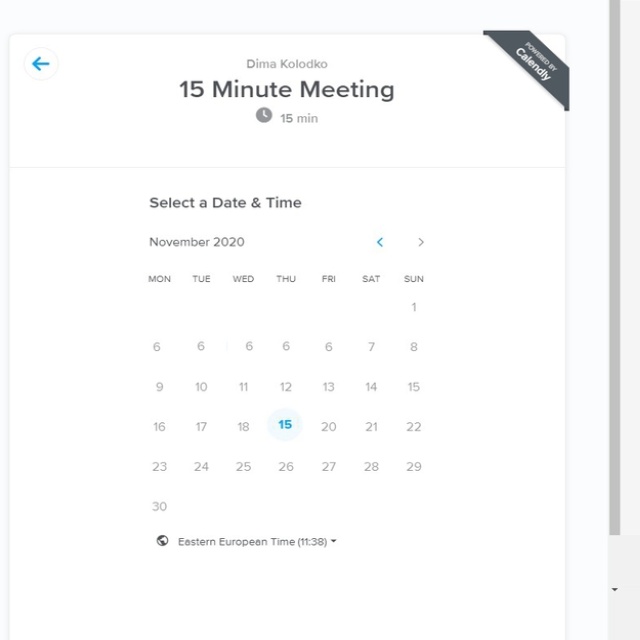 POWERED BY
Calendly
Dima Kolodko
15 Minute Meeting
15 min
Select a Date & Time
November 2020
MON TUE WED THU FRI SAT SUN
1
6 6 6 6 6 7 8
9 10 11 12 13 14 15
16 17 18 15 20 21 22
23 24 25 26 27 28 29
30
Eastern European Time (11:38)